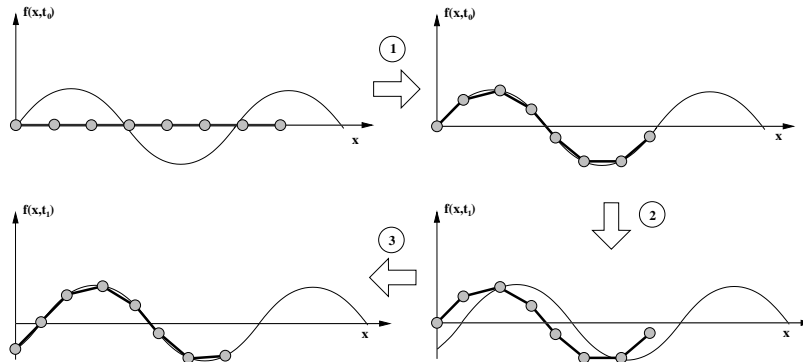 f(x,t₀)
f(x,t₀)
1
x
x
f(x,t₁)
f(x,t₁)
2
3
x
x